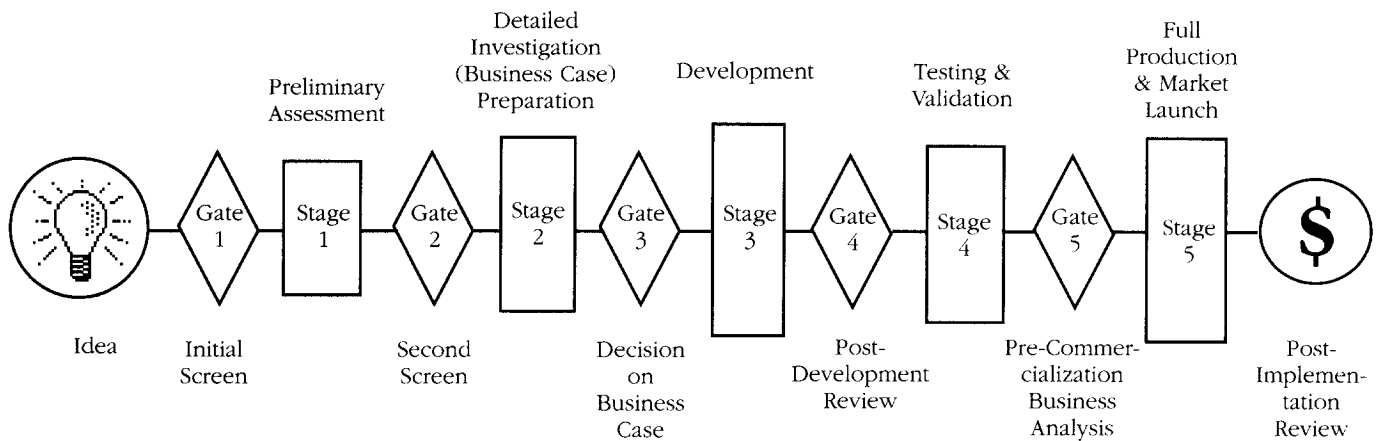 Preliminary
Assessment
Detailed
Investigation
(Business Case)
Preparation
Development
Testing &
Validation
Full
Production
& Market
Launch
Gate
1
Stage
1
Gate
2
Stage
2
Gate
3
Stage
3
Gate
4
Stage
4
Gate
5
Stage
5
$
Idea
Initial
Screen
Second
Screen
Decision
on
Business
Case
Post-
Development
Review
Pre-Commer-
cialization
Business
Analysis
Post-
Implemen-
tation
Review